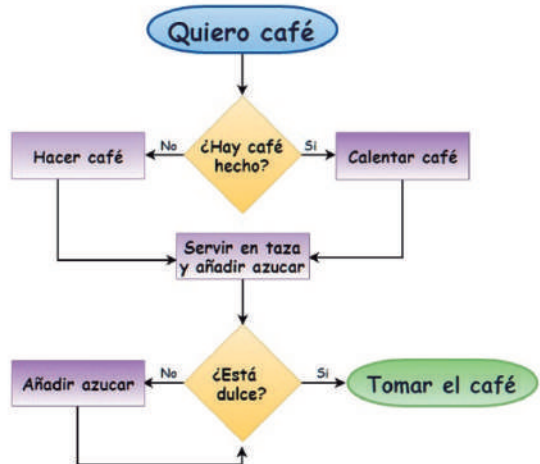 Quiero café
¿Hay café
hecho?
No
Si
Hacer café
Calentar café
Servir en taza
y añadir azucar
¿Está
dulce?
No
Si
Añadir azucar
Tomar el café